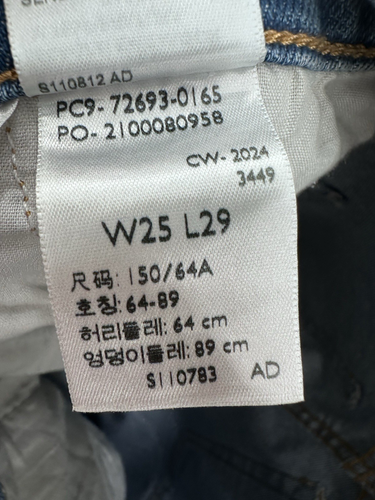 S110812 AD
PC9-72693-0165
PO-2100080958
CW-2024
3449
W25 L29
尺码: 150/64A
호칭: 64-89
허리둘레: 64 cm
엉덩이둘레: 89 cm
S110783 AD